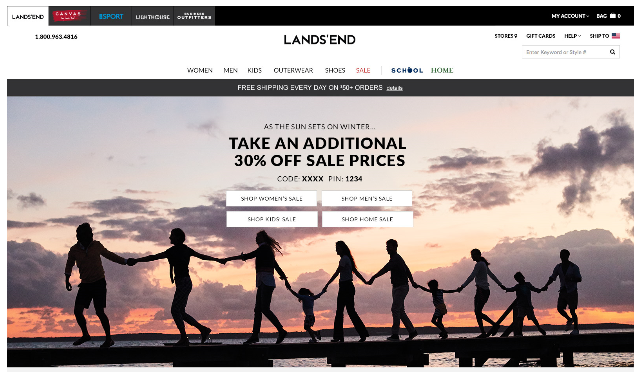 LANDS'END
CANVAS
SPORT
LIGHTHOUSE
OUTFITTERS
MY ACCOUNT
BAG 0
1.800.963.4816
LANDS'END
STORES
GIFT CARDS
HELP
SHIP TO
Enter Keyword or Style #
WOMEN MEN KIDS OUTERWEAR SHOES SALE SCHOOL HOME
FREE SHIPPING EVERY DAY ON $50+ ORDERS details
AS THE SUN SETS ON WINTER...
TAKE AN ADDITIONAL
30% OFF SALE PRICES
CODE: XXXX PIN: 1234
SHOP WOMEN'S SALE
SHOP MEN'S SALE
SHOP KIDS' SALE
SHOP HOME SALE